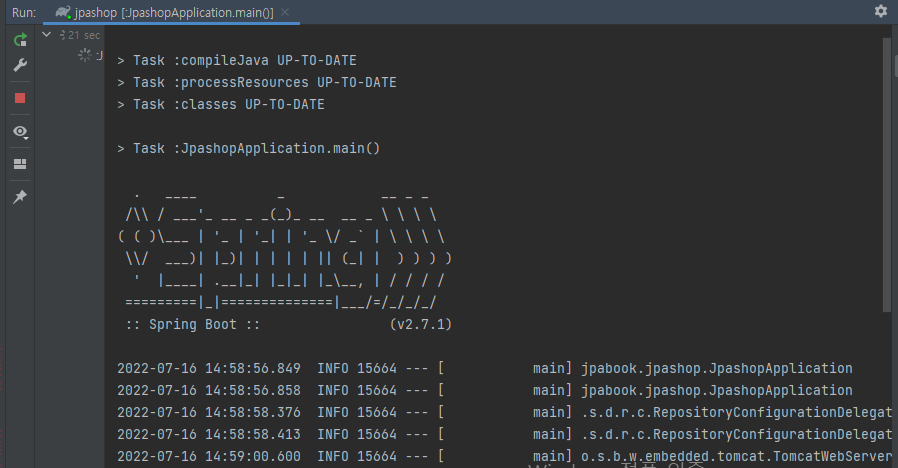 Run: jpashop [:JpashopApplication.main()]
21 sec
:J
> Task :compileJava UP-TO-DATE
> Task :processResources UP-TO-DATE
> Task :classes UP-TO-DATE
> Task :JpashopApplication.main()
  .   ____          _            __ _ _
 /\\ / ___'_ __ _ _(_)_ __  __ _ \ \ \ \
( ( )\___ | '_ | '_| | '_ \/ _` | \ \ \ \
 \\/  ___)| |_)| | | | | || (_| |  ) ) ) )
  '  |____| .__|_| |_|_| |_\__, | / / / /
 =========|_|==============|___/=/_/_/_/
 :: Spring Boot ::                (v2.7.1)
2022-07-16 14:58:56.849  INFO 15664 --- [           main] jpabook.jpashop.JpashopApplication
2022-07-16 14:58:56.858  INFO 15664 --- [           main] jpabook.jpashop.JpashopApplication
2022-07-16 14:58:58.376  INFO 15664 --- [           main] .s.d.r.c.RepositoryConfigurationDelegat
2022-07-16 14:58:58.413  INFO 15664 --- [           main] .s.d.r.c.RepositoryConfigurationDelegat
2022-07-16 14:59:00.600  INFO 15664 --- [           main] o.s.b.w.embedded.tomcat.TomcatWebServer